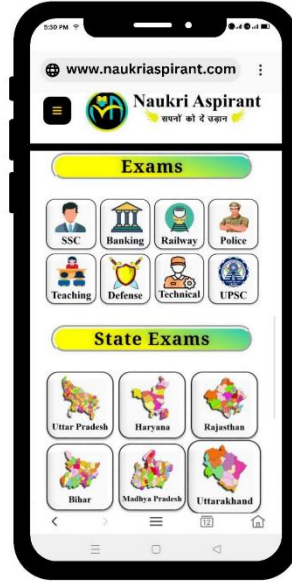 5:30 PM
www.naukriaspirant.com
Naukri Aspirant
सपनों को दें उड़ान
Exams
SSC Banking Railway Police
Teaching Defense Technical UPSC
State Exams
Uttar Pradesh Haryana Rajasthan
Bihar Madhya Pradesh Uttarakhand
12